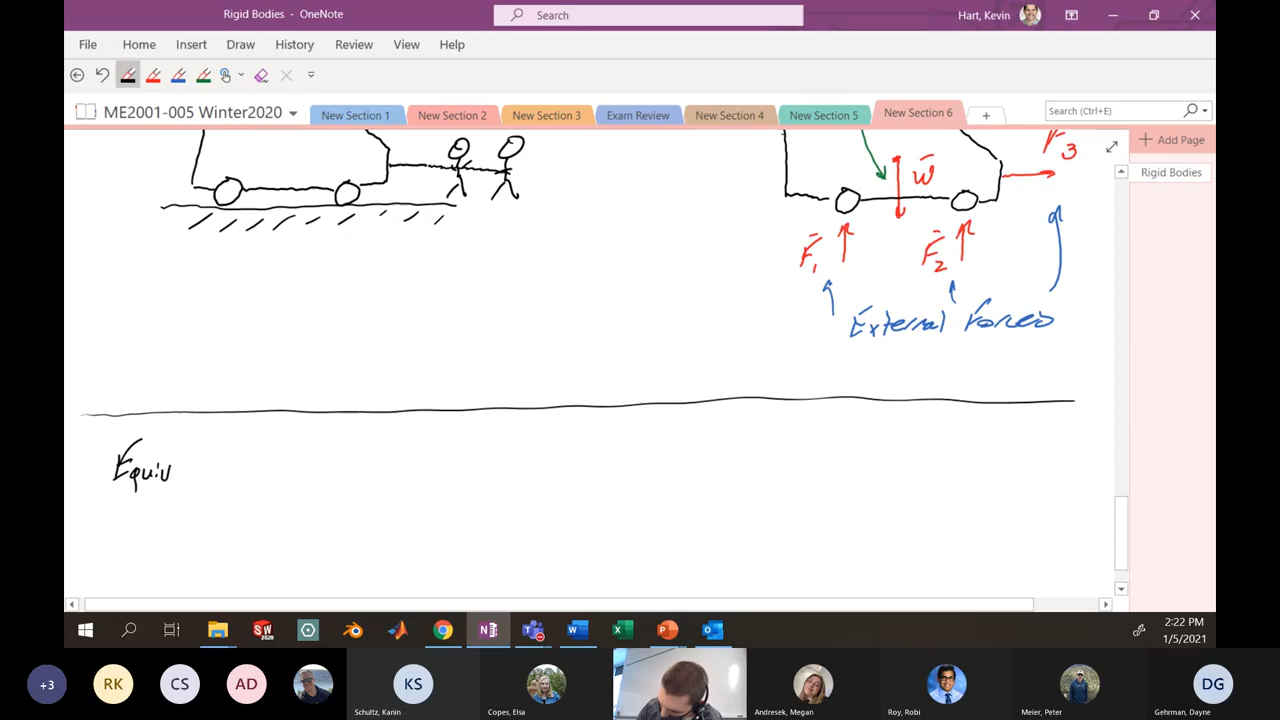 Rigid Bodies - OneNote
Search
Hart, Kevin
File Home Insert Draw History Review View Help
ME2001-005 Winter2020
New Section 1
New Section 2
New Section 3
Exam Review
New Section 4
New Section 5
New Section 6
Search (Ctrl+E)
Add Page
Rigid Bodies
F3
W
F1
F2
External Forces
Equiv
SW
2020
2:22 PM
1/5/2021
+3
RK
CS
AD
KS
DG
Schultz, Kanin
Copes, Elsa
Andresek, Megan
Roy, Robi
Meier, Peter
Gehrman, Dayne